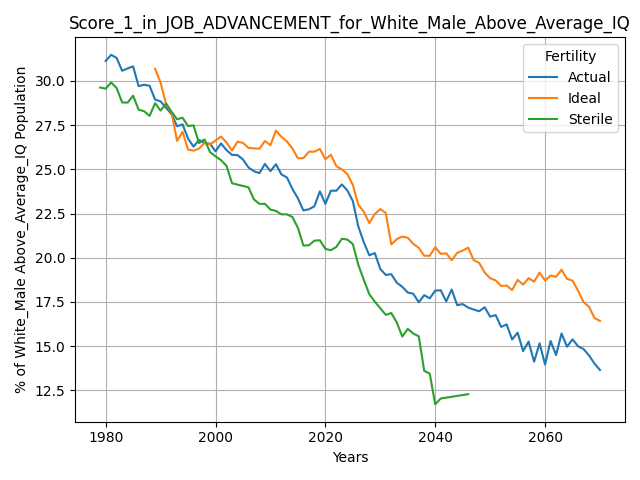 Score_1_in_JOB_ADVANCEMENT_for_White_Male_Above_Average_IQ
% of White_Male Above_Average_IQ Population
30.0
27.5
25.0
22.5
20.0
17.5
15.0
12.5
Fertility
Actual
Ideal
Sterile
1980
2000
2020
2040
2060
Years